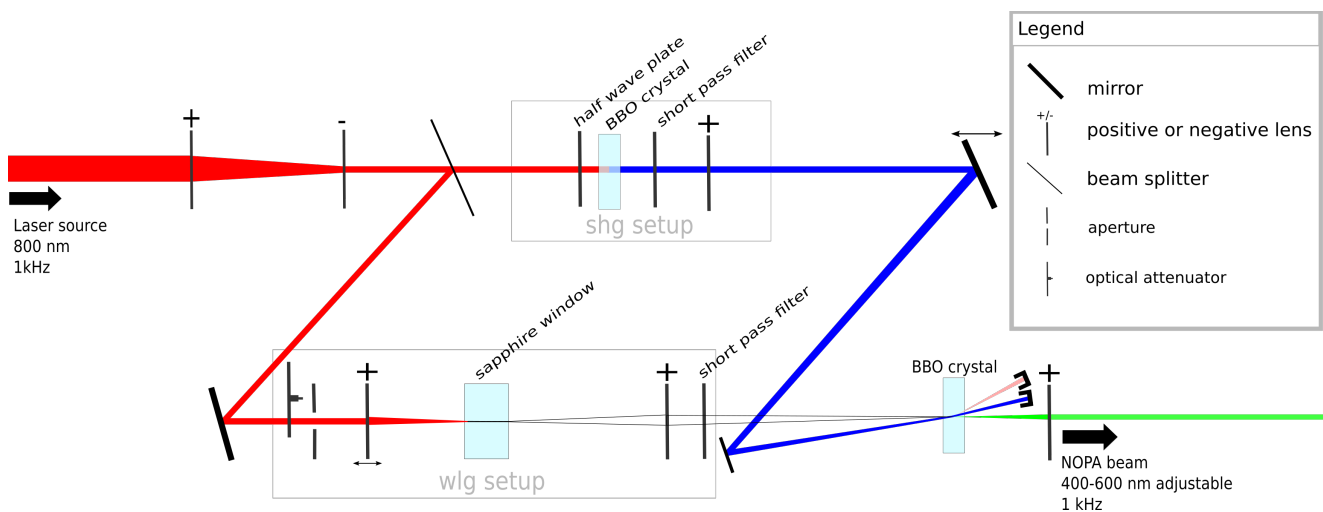 Legend
mirror
+/-
positive or negative lens
beam splitter
aperture
optical attenuator
+
-
half wave plate
BBO crystal
short pass filter
+
shg setup
Laser source
800 nm
1kHz
+
sapphire window
+
short pass filter
wlg setup
BBO crystal
+
NOPA beam
400-600 nm adjustable
1 kHz